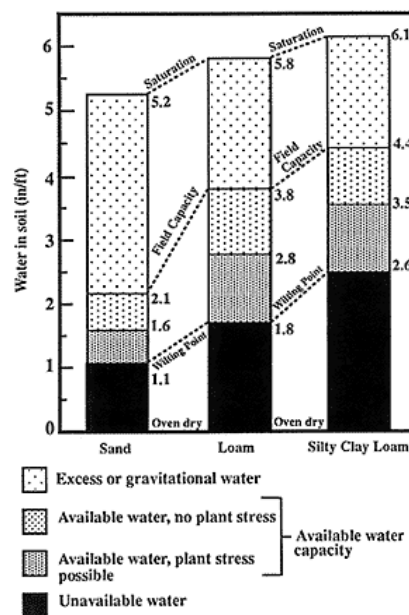 Water in soil (in/ft)
6
5
4
3
2
1
0
Saturation
5.2
Field Capacity
2.1
1.6
Wilting Point
1.1
Oven dry
Saturation
5.8
Field
Capacity
3.8
2.8
Wilting Point
1.8
Oven dry
6.1
4.4
3.5
2.6
Sand
Loam
Silty Clay Loam
Excess or gravitational water
Available water, no plant stress
Available water, plant stress
possible
Available water
capacity
Unavailable water